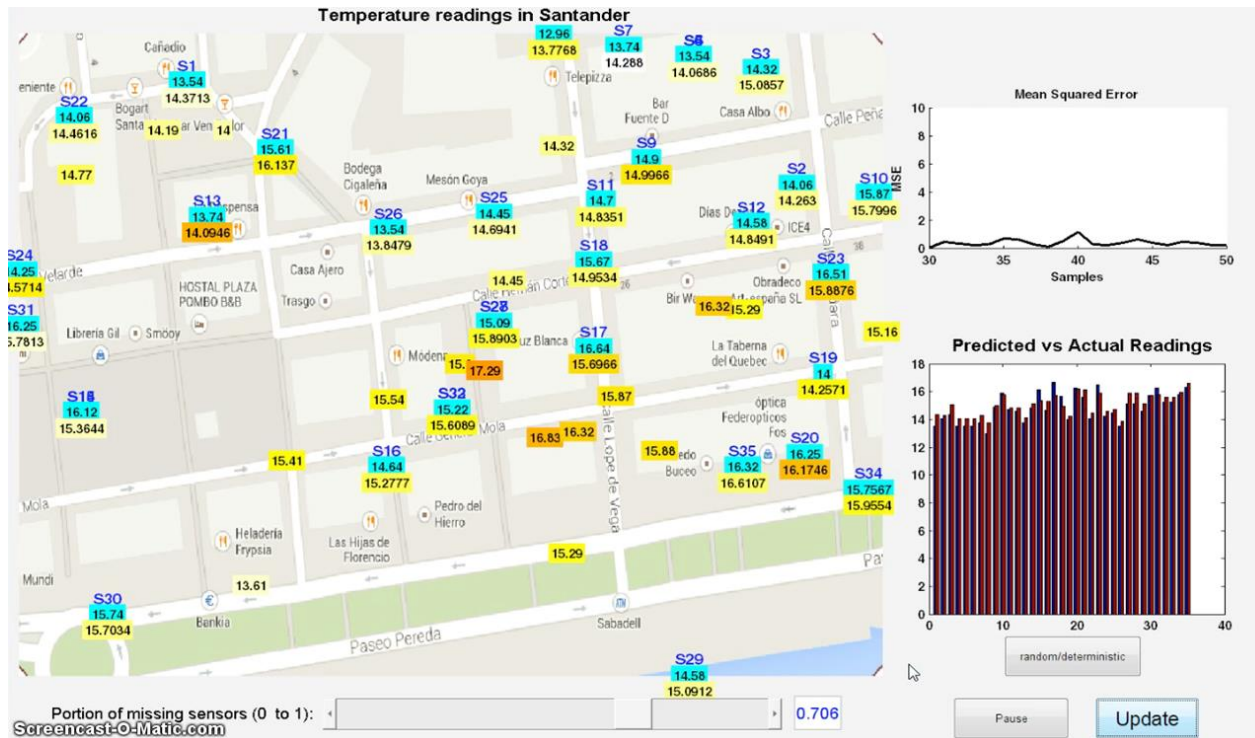 Temperature readings in Santander
12.96
13.7768
Telepizza
S7
13.74
14.288
13.54
14.0686
S3
14.32
15.0857
Cañadio
S1
13.54
14.3713
S22
14.06
14.4616
Bogart
14.19
14
14.77
S21
15.61
16.137
Bar
Fuente D
Casa Albo
Calle Peña
14.32
S9
14.9
14.9966
Bodega
Cigaleña
Mesón Goya
S2
14.06
14.263
S10
15.87
15.7996
S13
13.74
14.0946
S26
13.54
13.8479
S25
14.45
14.6941
S11
14.7
14.8351
S12
14.58
14.8491
ICE4
S24
14.25
Velarde
Casa Ajero
S18
15.67
14.9534
S23
16.51
15.8876
Obradeco
HOSTAL PLAZA
POMBO B&B
Trasgo
14.45
26
38
16.32
15.29
S31
16.25
Librería Gil
Smööy
15.09
15.8903
S17
16.64
15.6966
15.16
La Taberna
del Quebec
S19
14
14.2571
Módena
17.29
16.12
15.3644
15.54
15.22
15.6089
15.87
óptica
Federopticos
Fos
16.83
16.32
15.88
Buceo
S35
16.32
16.6107
S20
16.25
16.1746
15.41
S16
14.64
15.2777
Mola
Calle Lope de Vega
S34
15.7567
15.9554
Pedro del
Hierro
Heladería
Frypsia
Las Hijas de
Florencio
15.29
Mundi
13.61
S30
15.74
15.7034
Bankia
Sabadell
Paseo Pereda
S29
14.58
15.0912
Portion of missing sensors (0 to 1):
0.706
Screencast-O-Matic.com
Mean Squared Error
MSE
10
8
6
4
2
0
30 35 40 45 50
Samples
Predicted vs Actual Readings
18
16
14
12
10
8
6
4
2
0
0 10 20 30 40
random/deterministic
Pause
Update